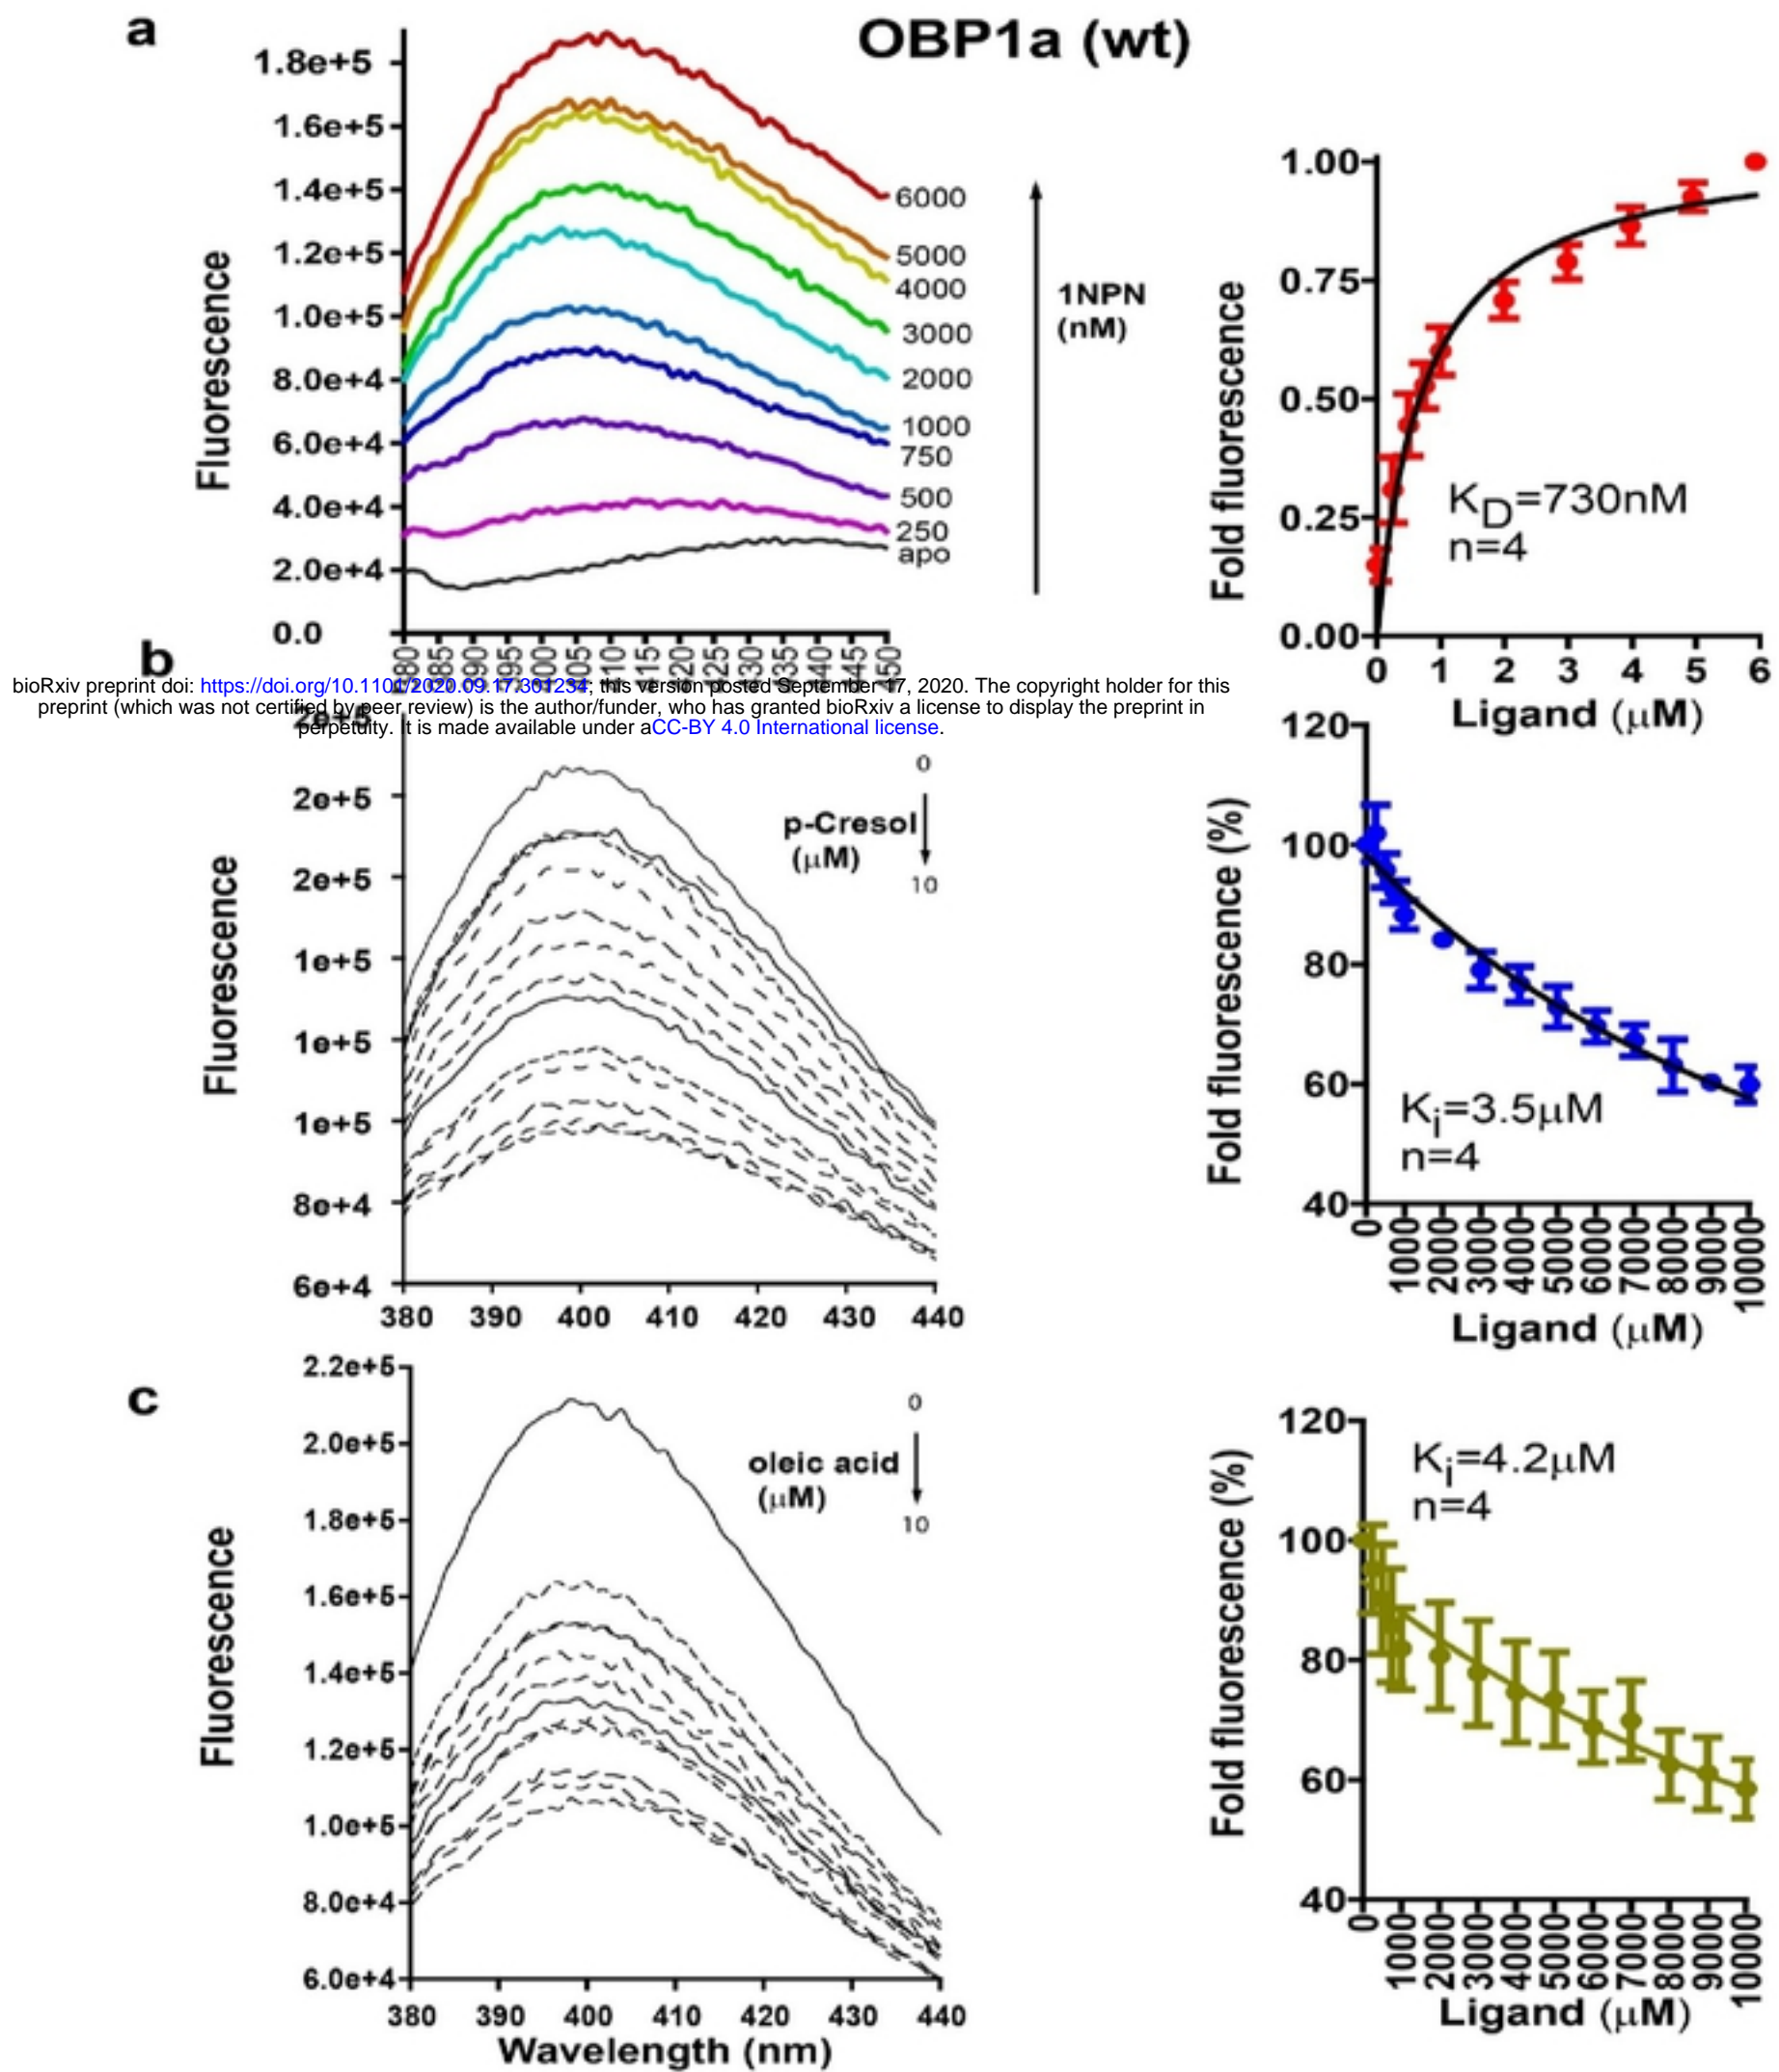 a
OBP1a (wt)
1.8e+5
1.6e+5
1.4e+5
1.2e+5
1.0e+5
8.0e+4
6.0e+4
4.0e+4
2.0e+4
0.0
Fluorescence
6000
5000
4000
3000
2000
1000
750
500
250
apo
1NPN
(nM)
1.00
0.75
0.50
0.25
0.00
Fold fluorescence
K_D=730nM
n=4
0 1 2 3 4 5 6
Ligand (μM)
b
bioRxiv preprint doi: https://doi.org/10.1101/2020.09.17.301234; this version posted September 17, 2020. The copyright holder for this
preprint (which was not certified by peer review) is the author/funder, who has granted bioRxiv a license to display the preprint in
perpetuity. It is made available under aCC-BY 4.0 International license.
2e+5
2e+5
2e+5
1e+5
1e+5
1e+5
8e+4
6e+4
Fluorescence
0
p-Cresol
(μM)
10
380 390 400 410 420 430 440
120
100
80
60
40
Fold fluorescence (%)
Ki=3.5μM
n=4
0 1000 2000 3000 4000 5000 6000 7000 8000 9000 10000
Ligand (μM)
c
2.2e+5
2.0e+5
1.8e+5
1.6e+5
1.4e+5
1.2e+5
1.0e+5
8.0e+4
6.0e+4
Fluorescence
0
oleic acid
(μM)
10
380 390 400 410 420 430 440
Wavelength (nm)
120
100
80
60
40
Fold fluorescence (%)
Ki=4.2μM
n=4
0 1000 2000 3000 4000 5000 6000 7000 8000 9000 10000
Ligand (μM)